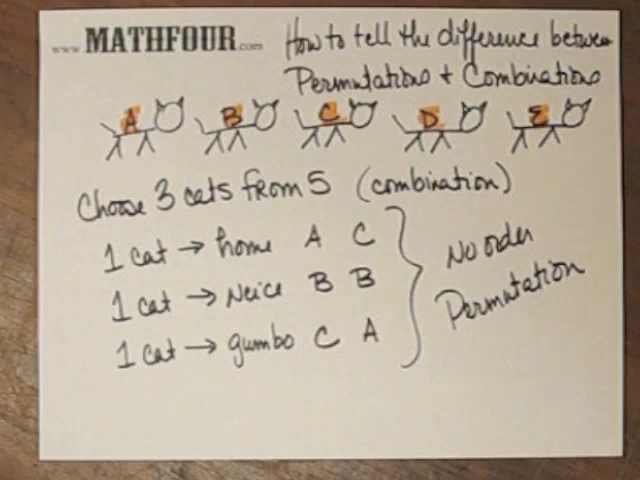 www.MATHFOUR.com
How to tell the difference between
Permutations + Combinations
A B C D E
Choose 3 cats from 5 (combination)
1 cat → home A C
1 cat → Neice B B
1 cat → gumbo C A
No order
Permutation